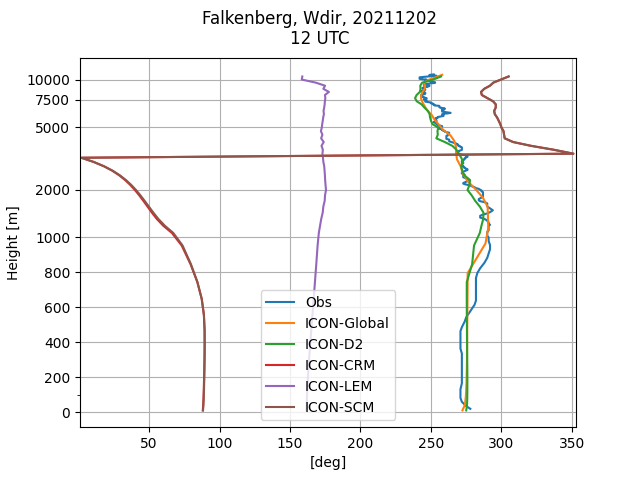 Falkenberg, Wdir, 20211202
12 UTC
10000
7500
5000
2000
1000
800
600
400
200
0
Height [m]
Obs
ICON-Global
ICON-D2
ICON-CRM
ICON-LEM
ICON-SCM
50 100 150 200 250 300 350
[deg]